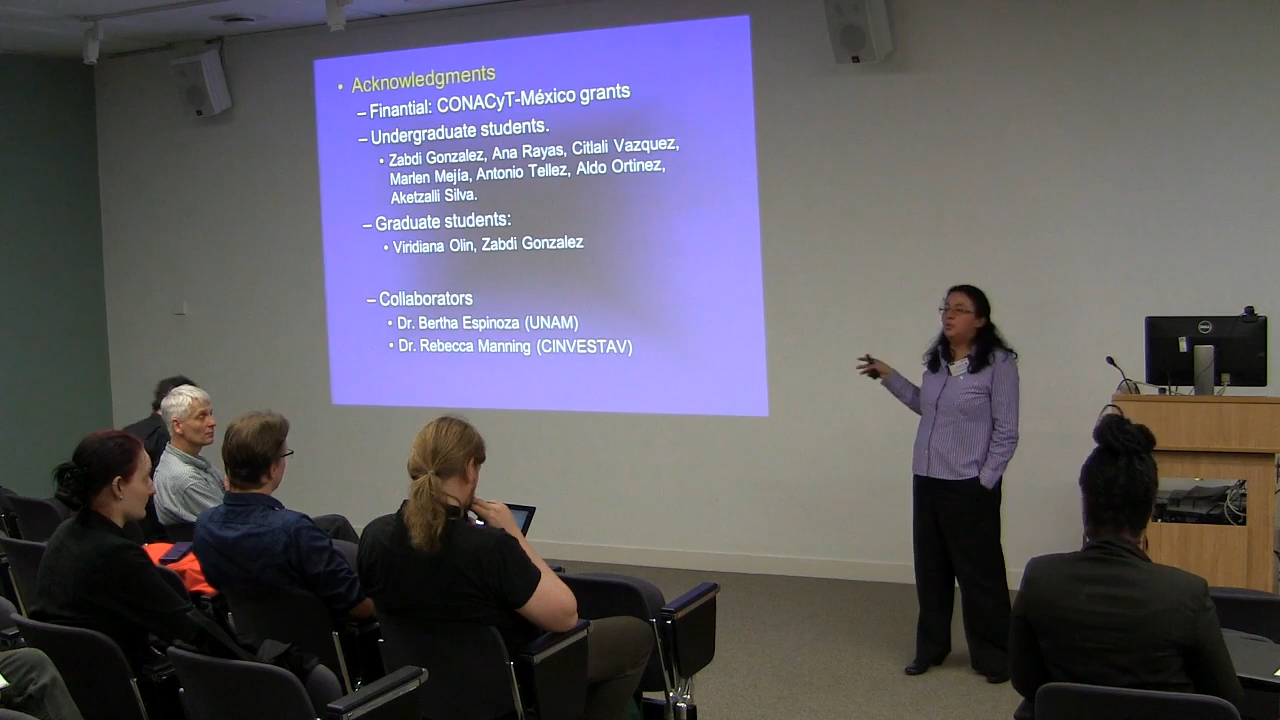 • Acknowledgments
– Finantial: CONACyT-México grants
– Undergraduate students.
• Zabdi Gonzalez, Ana Rayas, Citlali Vazquez,
Marlen Mejía, Antonio Tellez, Aldo Ortinez,
Aketzalli Silva.
– Graduate students:
• Viridiana Olin, Zabdi Gonzalez
– Collaborators
• Dr. Bertha Espinoza (UNAM)
• Dr. Rebecca Manning (CINVESTAV)
DELL